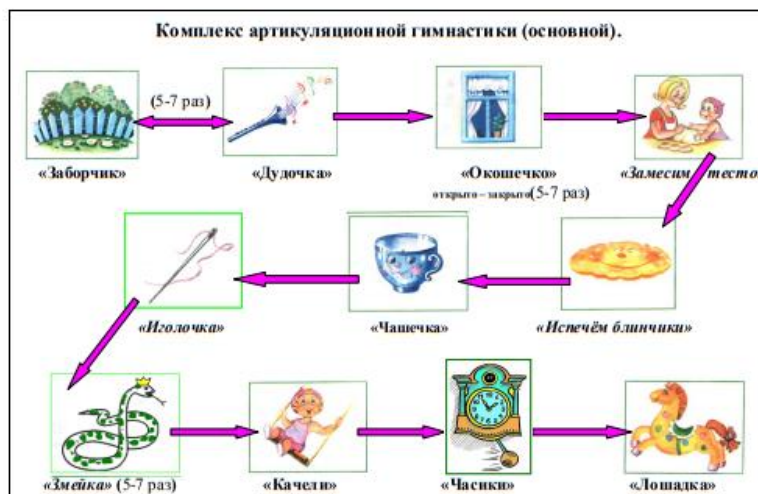 Комплекс артикуляционной гимнастики (основной).
(5-7 раз)
«Заборчик» «Дудочка» «Окошечко» «Замесим тесто
открыто – закрыто(5-7 раз)
«Иголочка» «Чашечка» «Испечём блинчики»
«Змейка» (5-7 раз) «Качели» «Часики» «Лошадка»